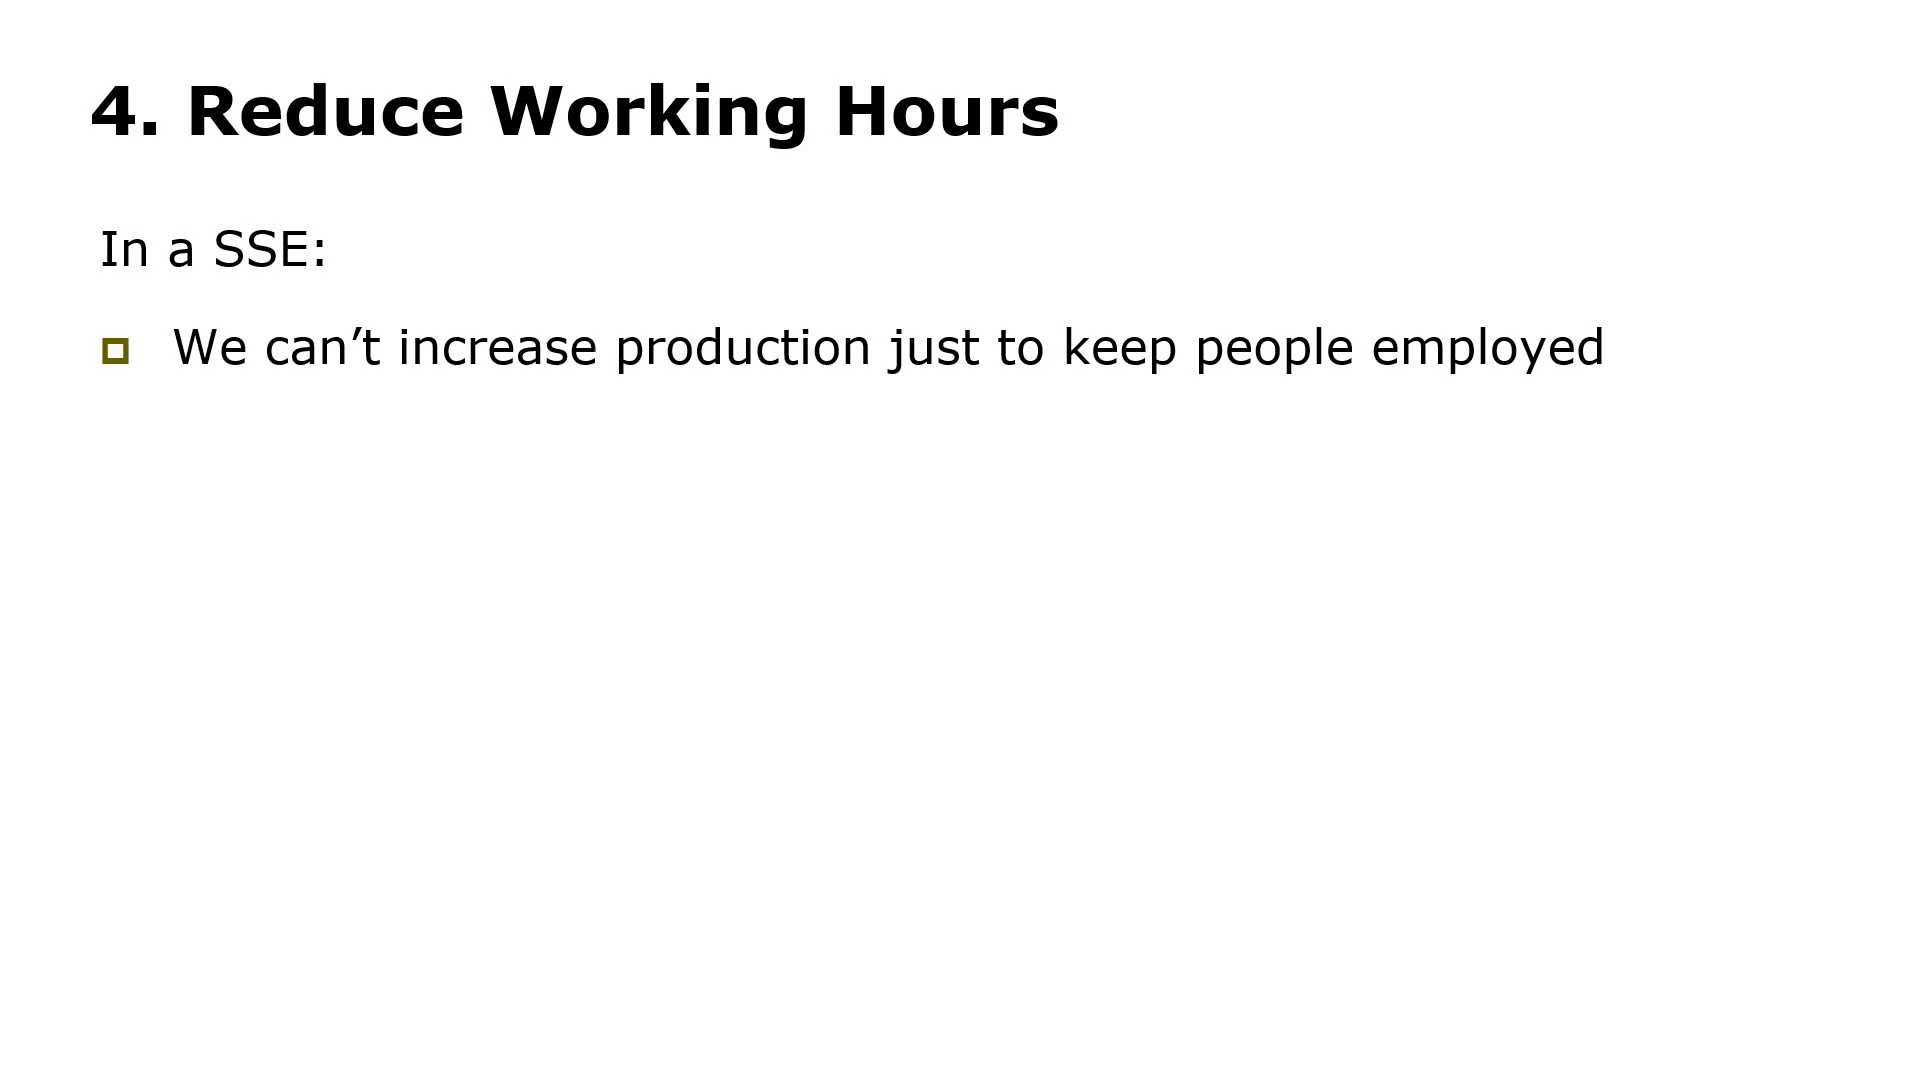 4. Reduce Working Hours
In a SSE:
We can’t increase production just to keep people employed